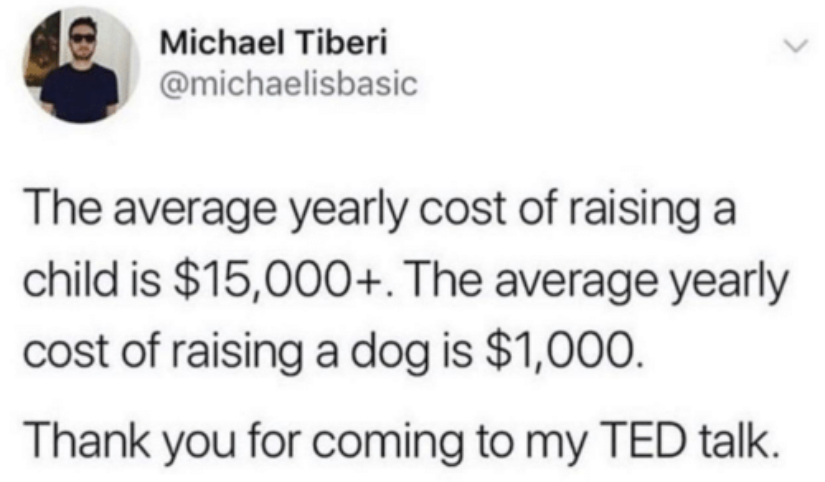 Michael Tiberi
@michaelisbasic
The average yearly cost of raising a
child is $15,000+. The average yearly
cost of raising a dog is $1,000.
Thank you for coming to my TED talk.